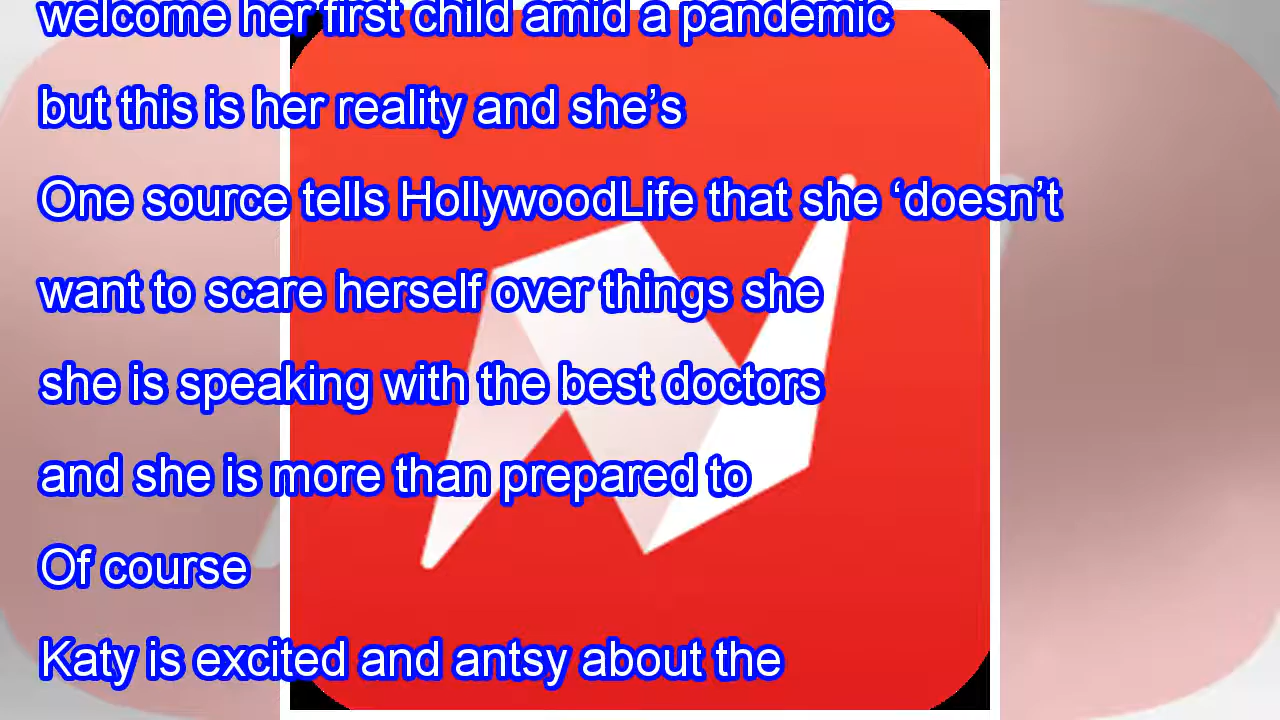 welcome her first child amid a pandemic
but this is her reality and she’s
One source tells HollywoodLife that she ‘doesn’t
want to scare herself over things she
she is speaking with the best doctors
and she is more than prepared to
Of course
Katy is excited and antsy about the